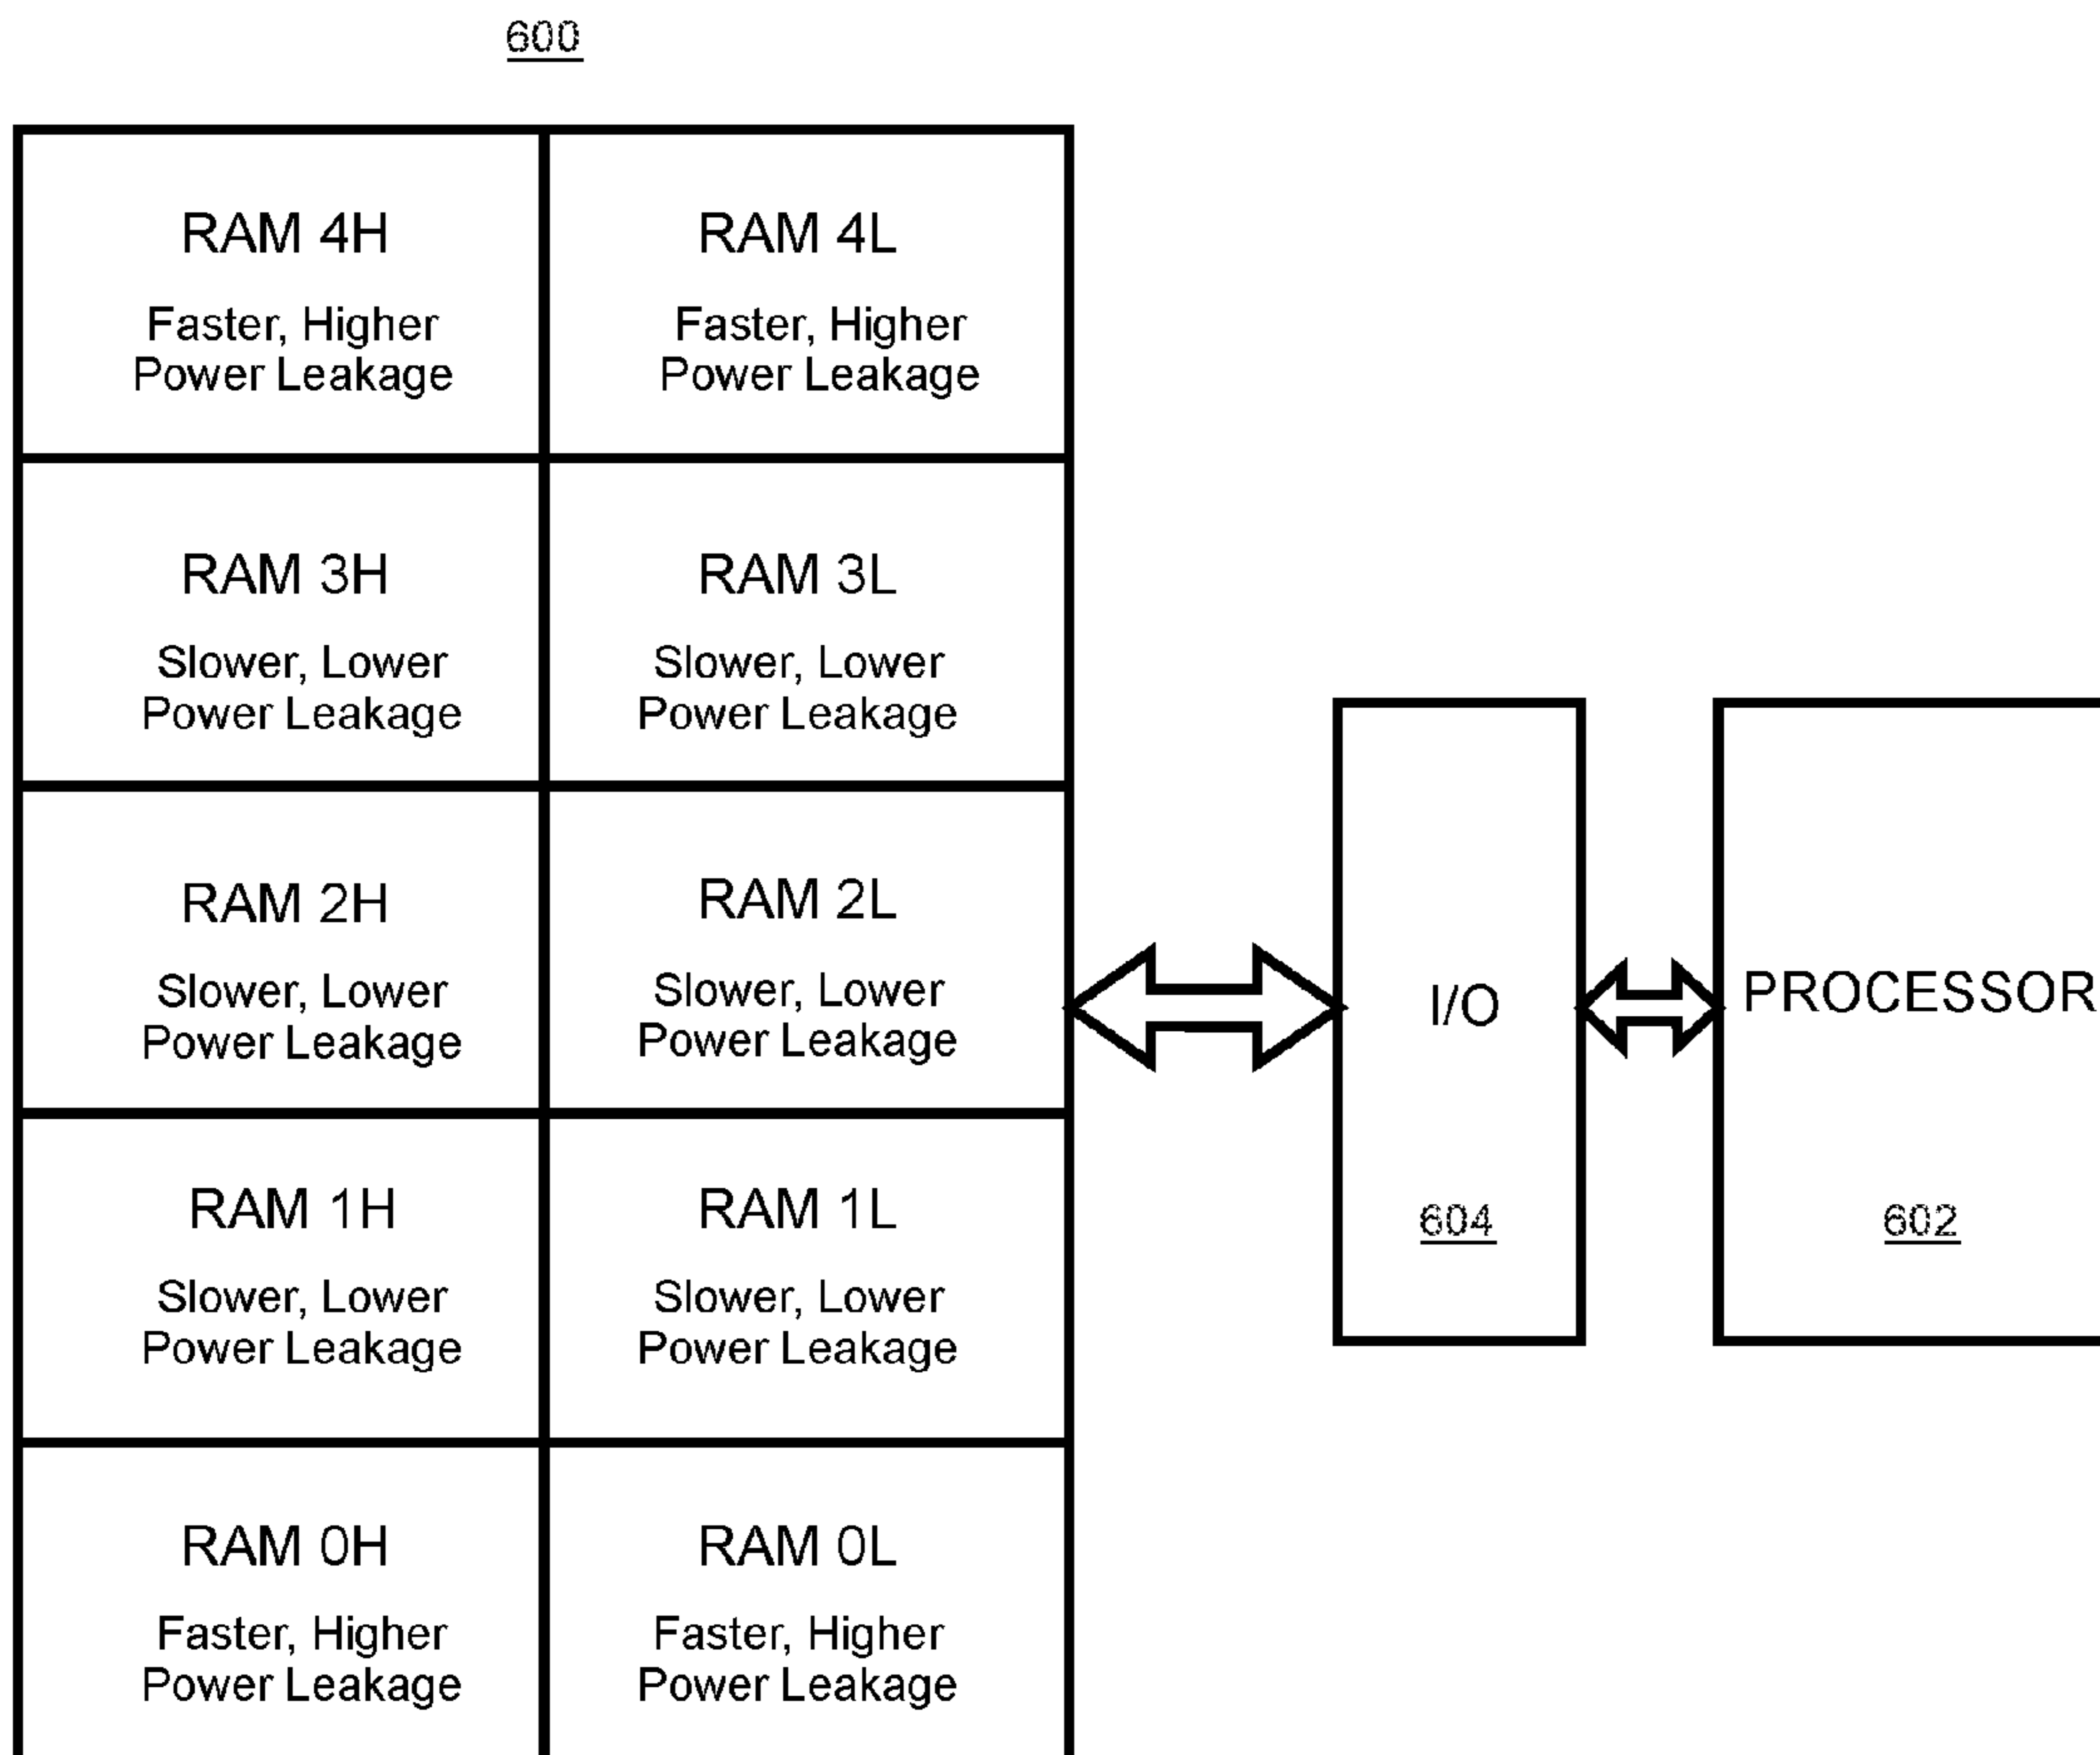 600
RAM 4H
Faster, Higher
Power Leakage
RAM 4L
Faster, Higher
Power Leakage
RAM 3H
Slower, Lower
Power Leakage
RAM 3L
Slower, Lower
Power Leakage
RAM 2H
Slower, Lower
Power Leakage
RAM 2L
Slower, Lower
Power Leakage
RAM 1H
Slower, Lower
Power Leakage
RAM 1L
Slower, Lower
Power Leakage
RAM 0H
Faster, Higher
Power Leakage
RAM 0L
Faster, Higher
Power Leakage
I/O
604
PROCESSOR
602